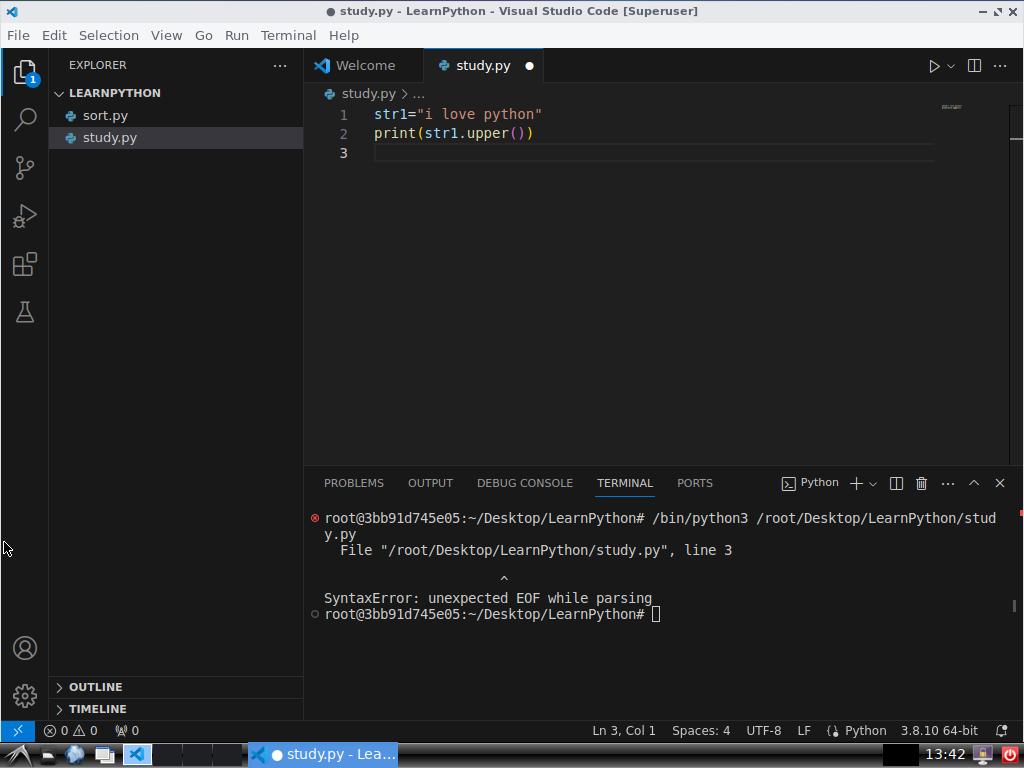 ● study.py - LearnPython - Visual Studio Code [Superuser]
File Edit Selection View Go Run Terminal Help
EXPLORER
1
LEARNPYTHON
sort.py
study.py
OUTLINE
TIMELINE
Welcome
study.py ●
study.py > ...
1 str1="i love python"
2 print(str1.upper())
3
PROBLEMS OUTPUT DEBUG CONSOLE TERMINAL PORTS Python
root@3bb91d745e05:~/Desktop/LearnPython# /bin/python3 /root/Desktop/LearnPython/stud
y.py
File "/root/Desktop/LearnPython/study.py", line 3
^
SyntaxError: unexpected EOF while parsing
root@3bb91d745e05:~/Desktop/LearnPython#
0 0 0 Ln 3, Col 1 Spaces: 4 UTF-8 LF Python 3.8.10 64-bit
● study.py - Lea... 13:42